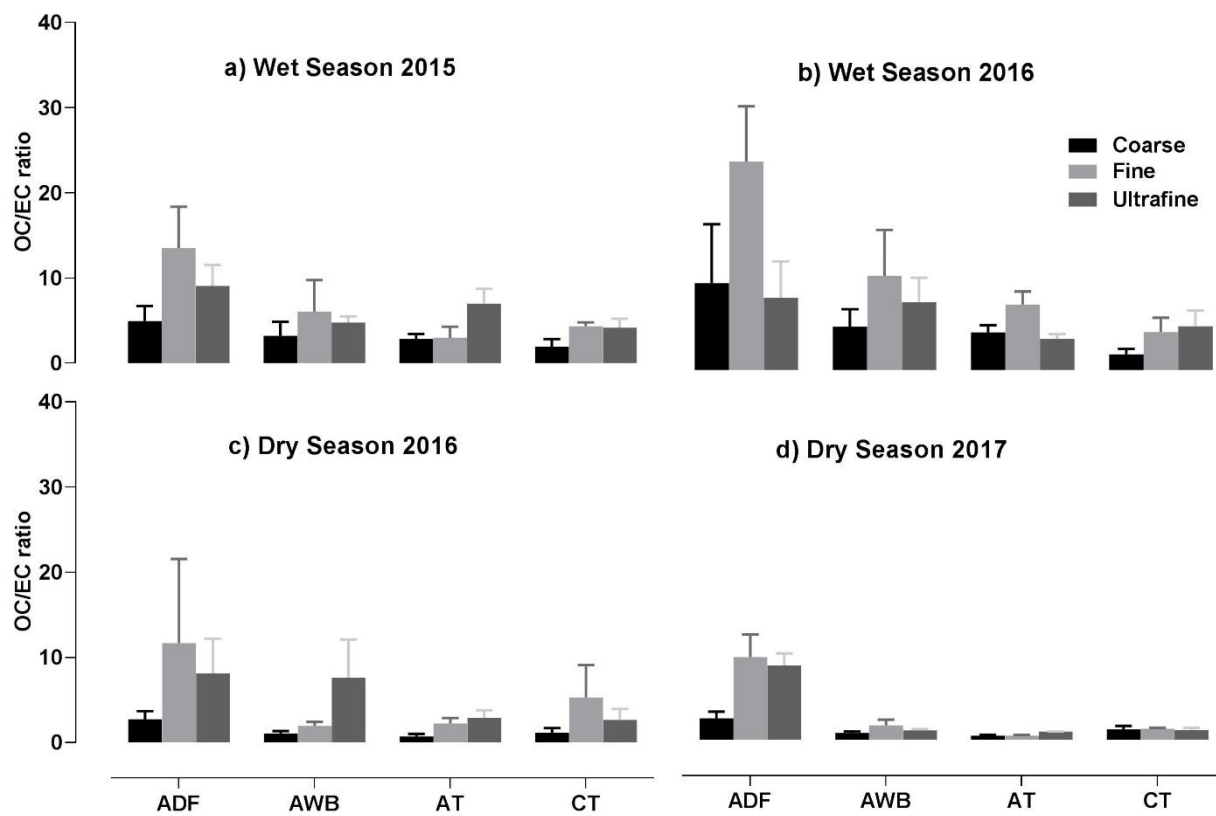 40
a) Wet Season 2015
b) Wet Season 2016
30
Coarse
Fine
Ultrafine
20
10
0
OC/EC ratio
40
c) Dry Season 2016
d) Dry Season 2017
30
20
10
0
OC/EC ratio
ADF AWB AT CT
ADF AWB AT CT